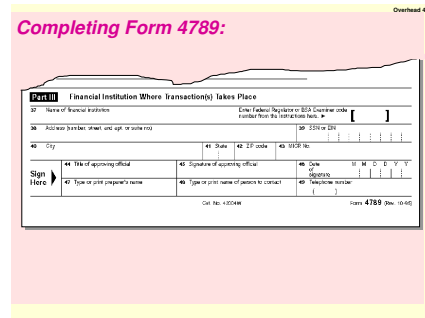 Overhead 4
Completing Form 4789:
Part III Financial Institution Where Transaction(s) Takes Place
37 Name of financial institution Enter Federal Regulator or BSA Examiner code number from the instructions here. ► [ ]
38 Address (number, street, and apt. or suite no.) 39 SSN or EIN
40 City 41 State 42 ZIP code 43 MICR No.
Sign Here 44 Title of approving official 45 Signature of approving official 46 Date of signature M M D D Y Y
47 Type or print preparer's name 48 Type or print name of person to contact 49 Telephone number ( )
Cat. No. 42004W Form 4789 (Rev. 10-95)